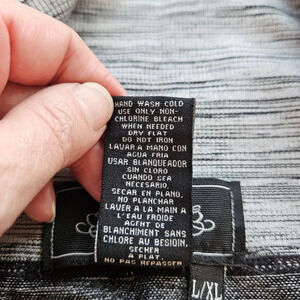 HAND WASH COLD
USE ONLY NON-
CHLORINE BLEACH
WHEN NEEDED
DRY FLAT
DO NOT IRON
LAVAR A MANO CON
AGUA FRIA
USAR BLANQUEADOR
SIN CLORO
CUANDO SEA
NECESARIO,
SECAR EN PLANO,
NO PLANCHAR
LAVER A LA MAIN A
L'EAU FROIDE
AGENT DE
BLANCHIMENT SANS
CHLORE AU BESOIN,
SECHER
A PLAT.
NO PAS REPASSER
L/XL